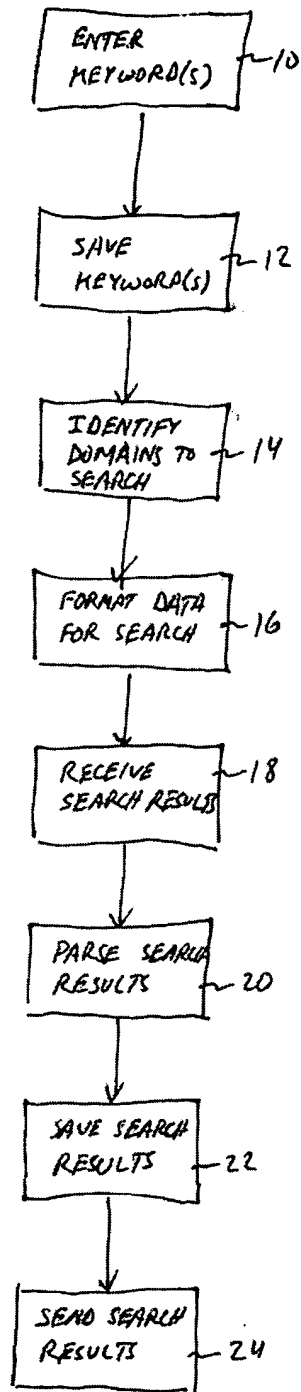 ENTER
KEYWORD(S)
10
SAVE
KEYWORD(S)
12
IDENTIFY
DOMAINS TO
SEARCH
14
FORMAT DATA
FOR SEARCH
16
RECEIVE
SEARCH RESULTS
18
PARSE SEARCH
RESULTS
20
SAVE SEARCH
RESULTS
22
SEND SEARCH
RESULTS
24